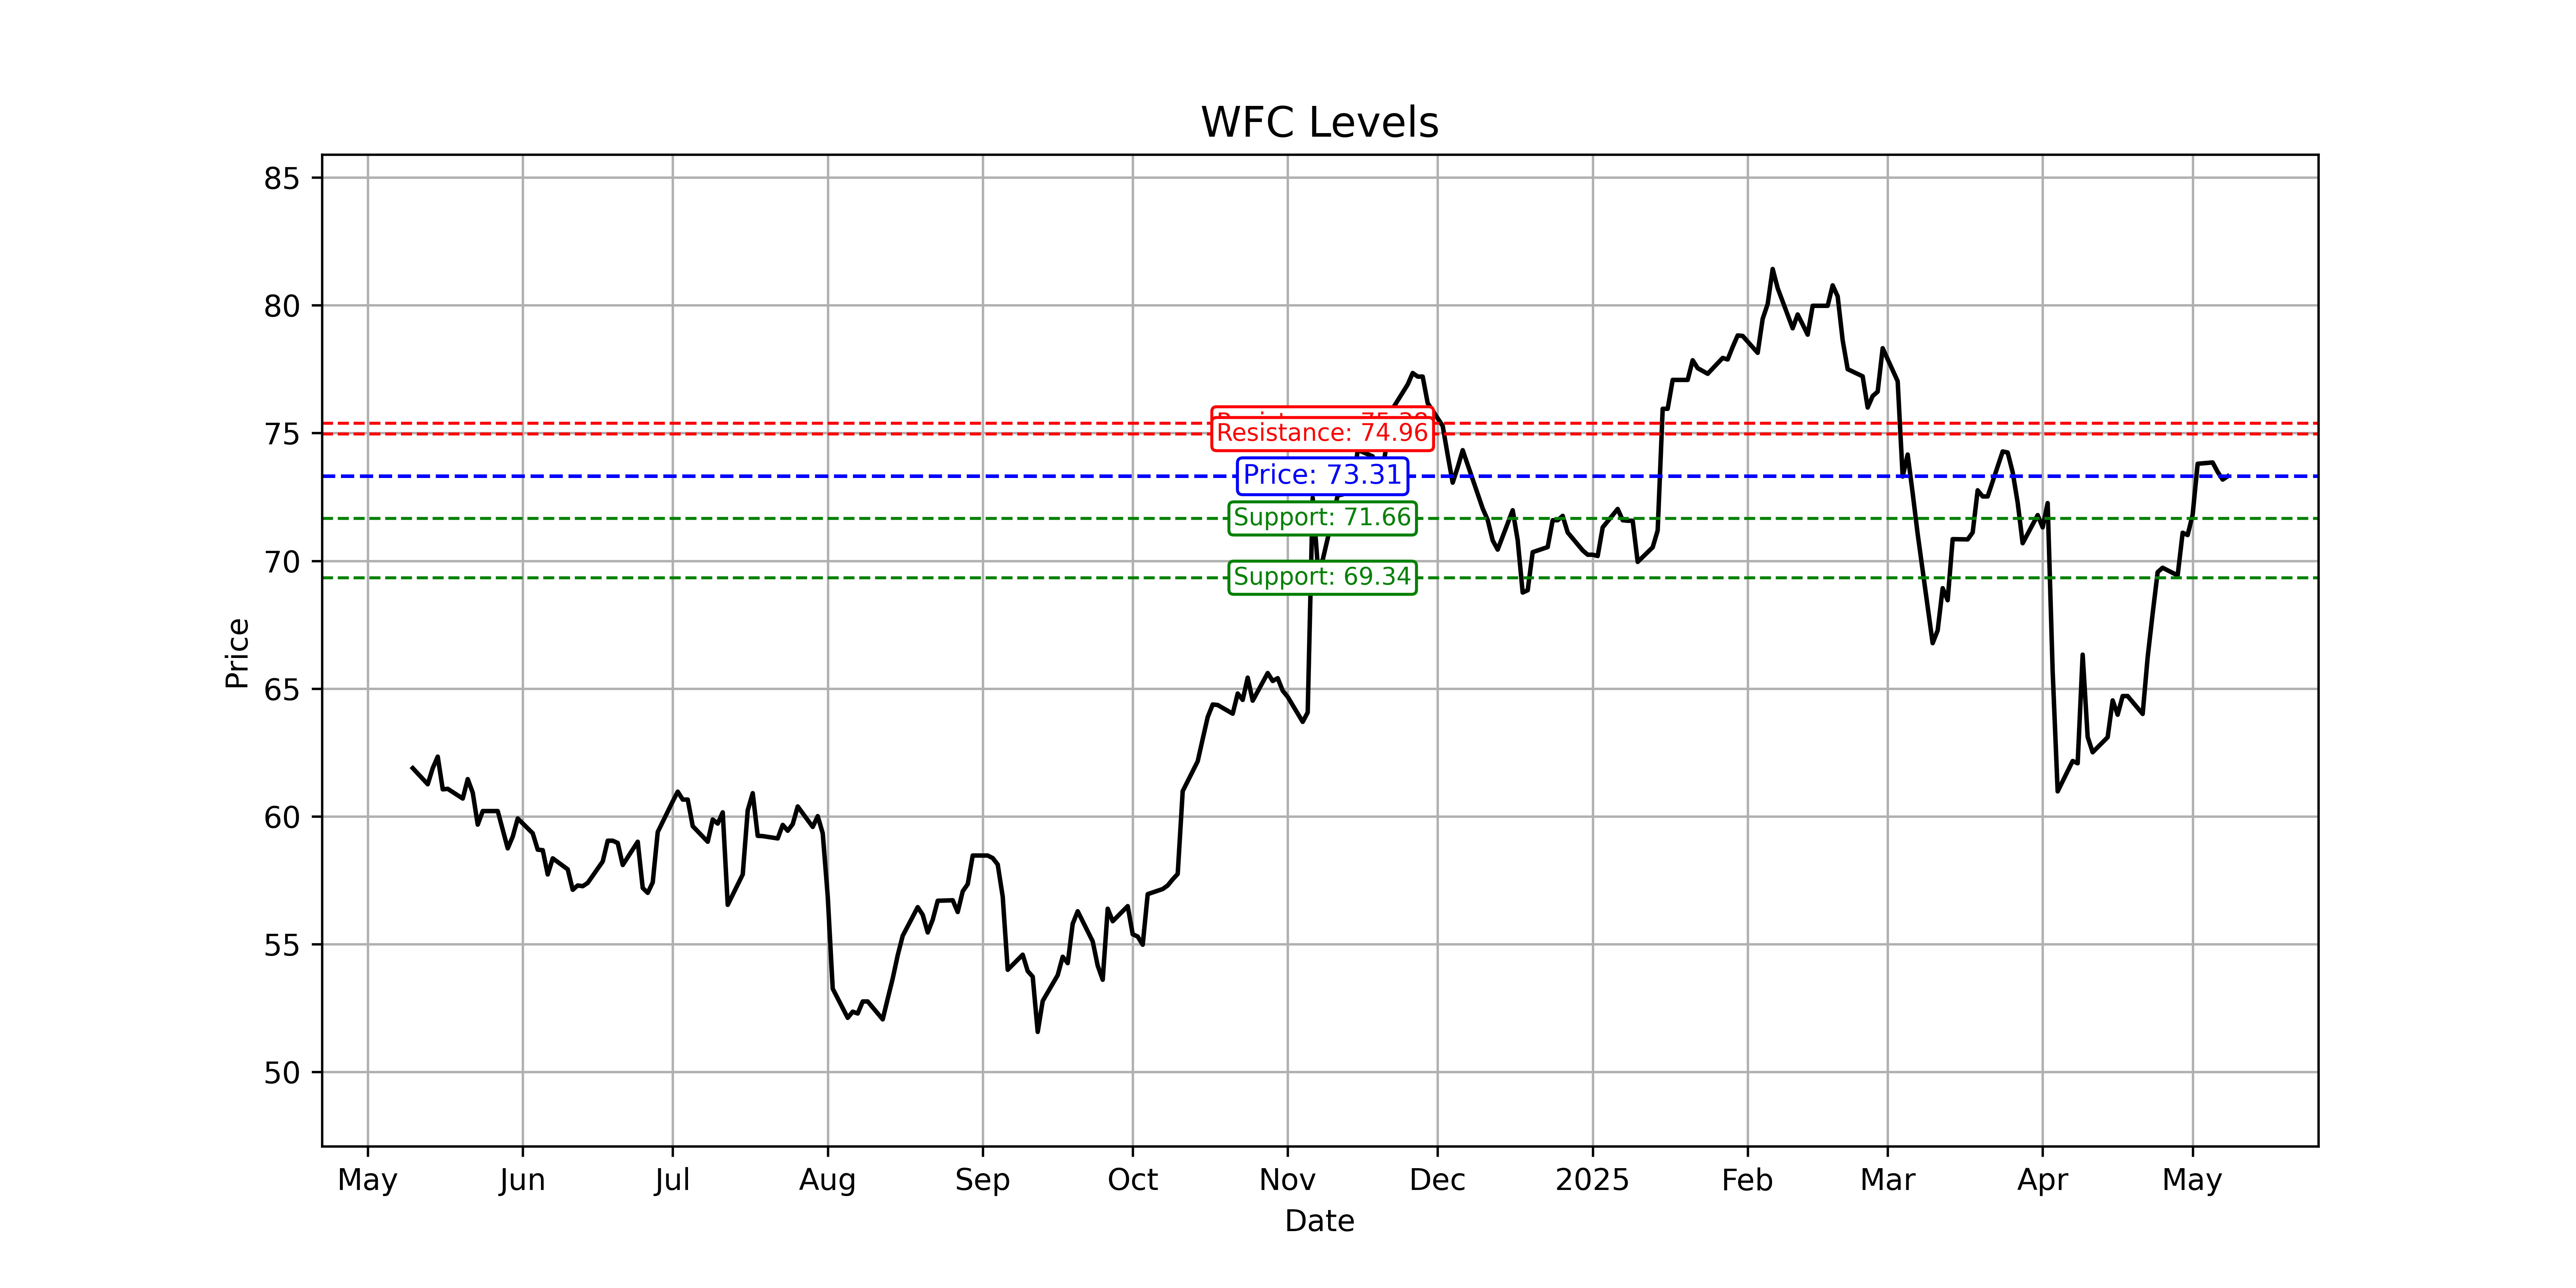 WFC Levels
Price
85
80
75
70
65
60
55
50
Resistance: 74.96
Price: 73.31
Support: 71.66
Support: 69.34
May Jun Jul Aug Sep Oct Nov Dec 2025 Feb Mar Apr May
Date